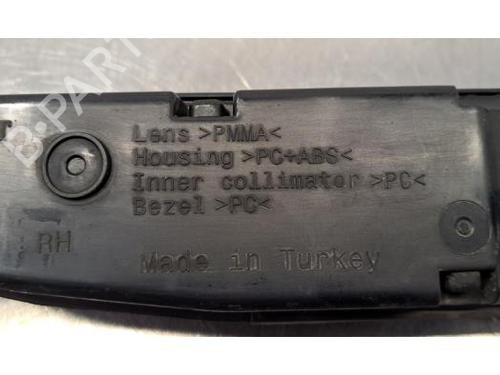 B-PARTS
Lens >PMMA<
Housing >PC+ABS<
Inner collimator >PC<
Bezel >PC<
RH
Made in Turkey